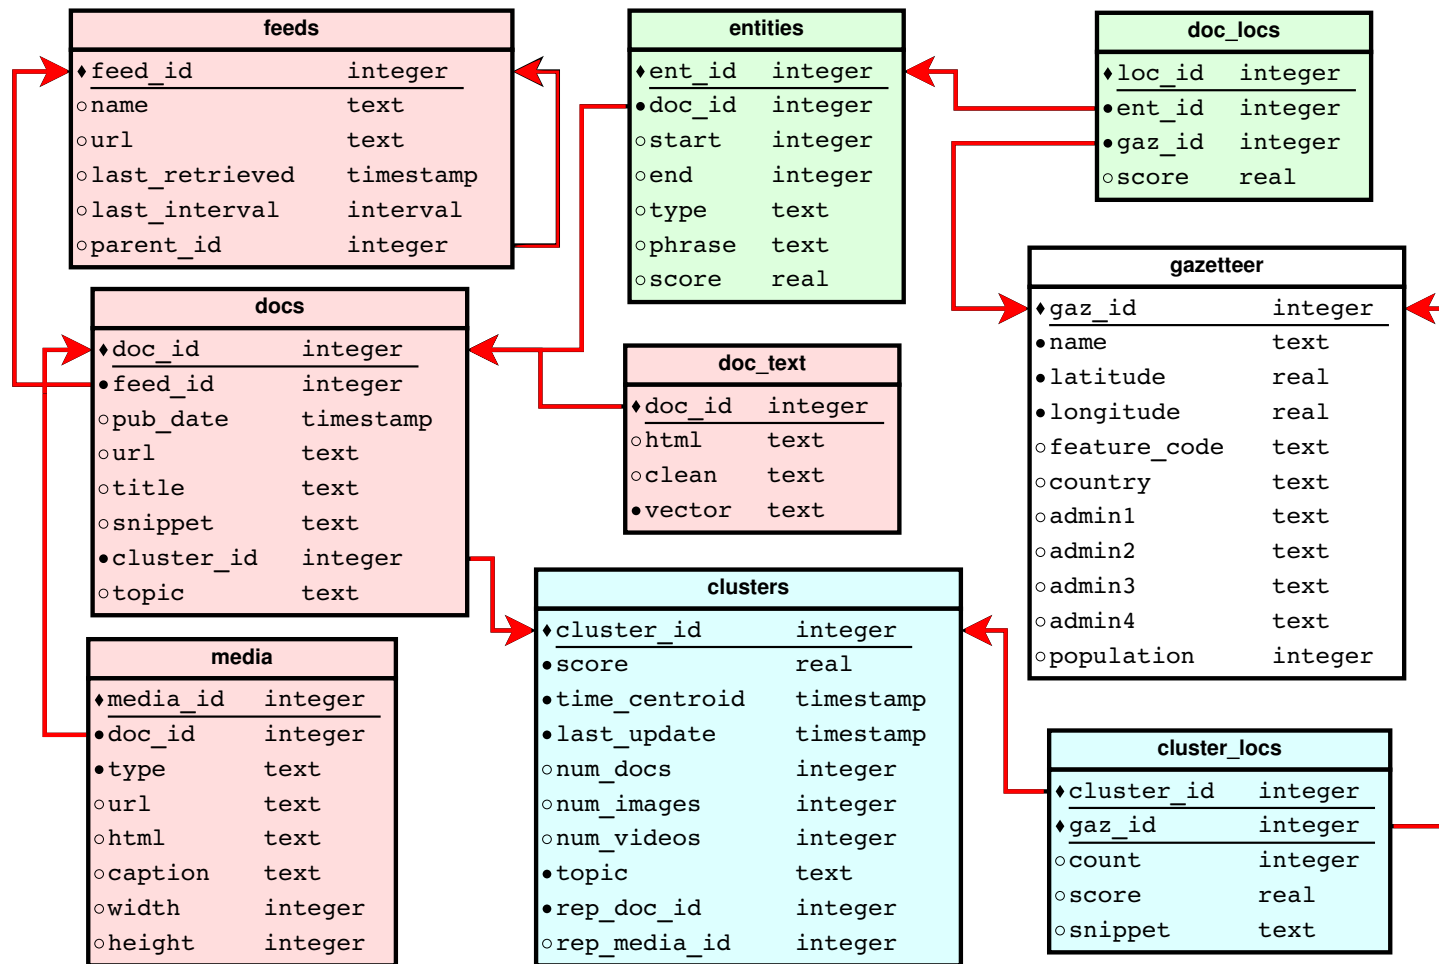 feeds
feed_id integer
name text
url text
last_retrieved timestamp
last_interval interval
parent_id integer
entities
ent_id integer
doc_id integer
start integer
end integer
type text
phrase text
score real
doc_locs
loc_id integer
ent_id integer
gaz_id integer
score real
docs
doc_id integer
feed_id integer
pub_date timestamp
url text
title text
snippet text
cluster_id integer
topic text
doc_text
doc_id integer
html text
clean text
vector text
gazetteer
gaz_id integer
name text
latitude real
longitude real
feature_code text
country text
admin1 text
admin2 text
admin3 text
admin4 text
population integer
media
media_id integer
doc_id integer
type text
url text
html text
caption text
width integer
height integer
clusters
cluster_id integer
score real
time_centroid timestamp
last_update timestamp
num_docs integer
num_images integer
num_videos integer
topic text
rep_doc_id integer
rep_media_id integer
cluster_locs
cluster_id integer
gaz_id integer
count integer
score real
snippet text